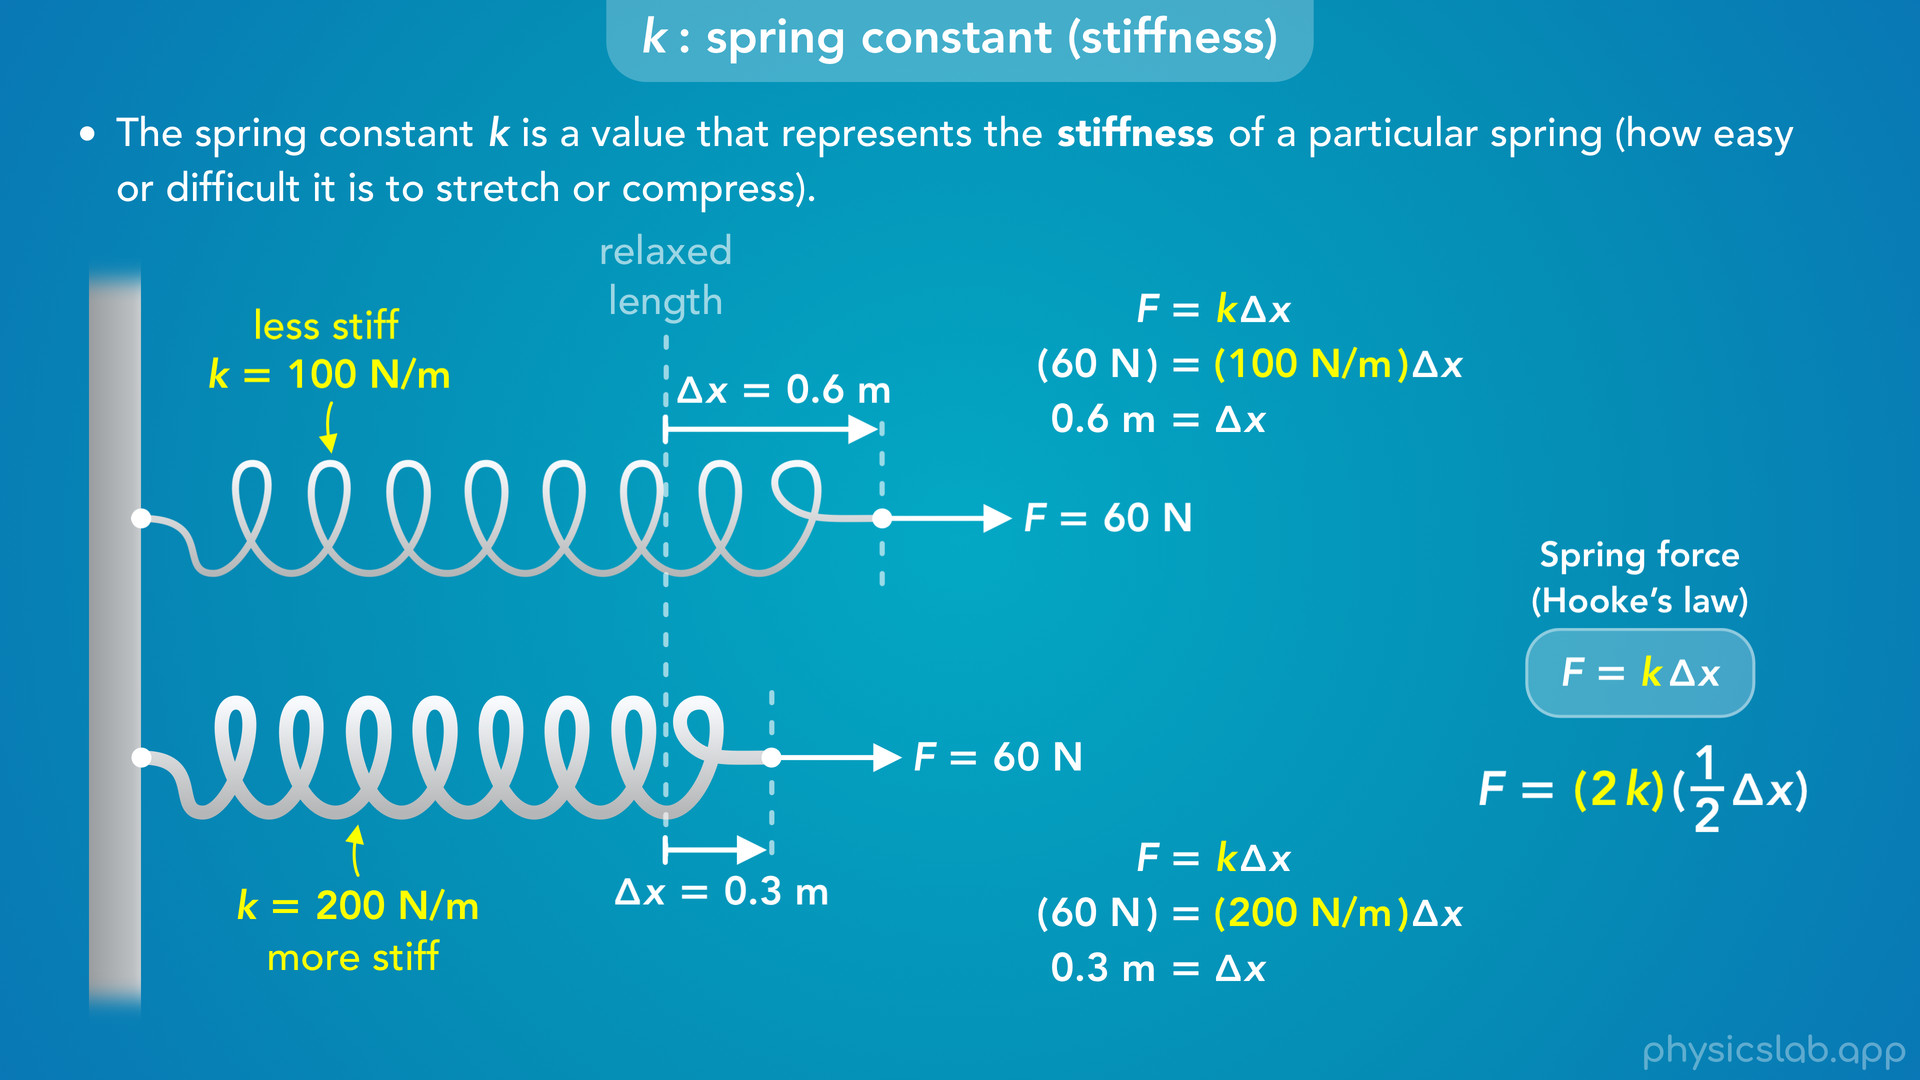 k : spring constant (stiffness)
• The spring constant k is a value that represents the stiffness of a particular spring (how easy
or difficult it is to stretch or compress).
relaxed
length
less stiff
k = 100 N/m
Δx = 0.6 m
F = 60 N
F = kΔx
(60 N) = (100 N/m)Δx
0.6 m = Δx
Spring force
(Hooke's law)
F = kΔx
F = (2k)(½Δx)
F = 60 N
Δx = 0.3 m
k = 200 N/m
more stiff
F = kΔx
(60 N) = (200 N/m)Δx
0.3 m = Δx
physicslab.app